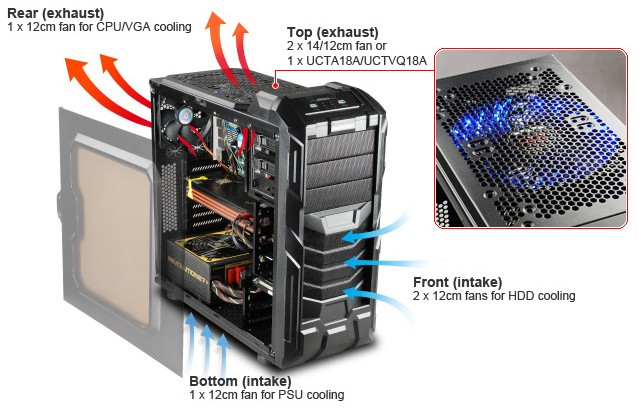 Rear (exhaust)
1 x 12cm fan for CPU/VGA cooling
Top (exhaust)
2 x 14/12cm fan or
1 x UCTA18A/UCTVQ18A
Front (intake)
2 x 12cm fans for HDD cooling
Bottom (intake)
1 x 12cm fan for PSU cooling